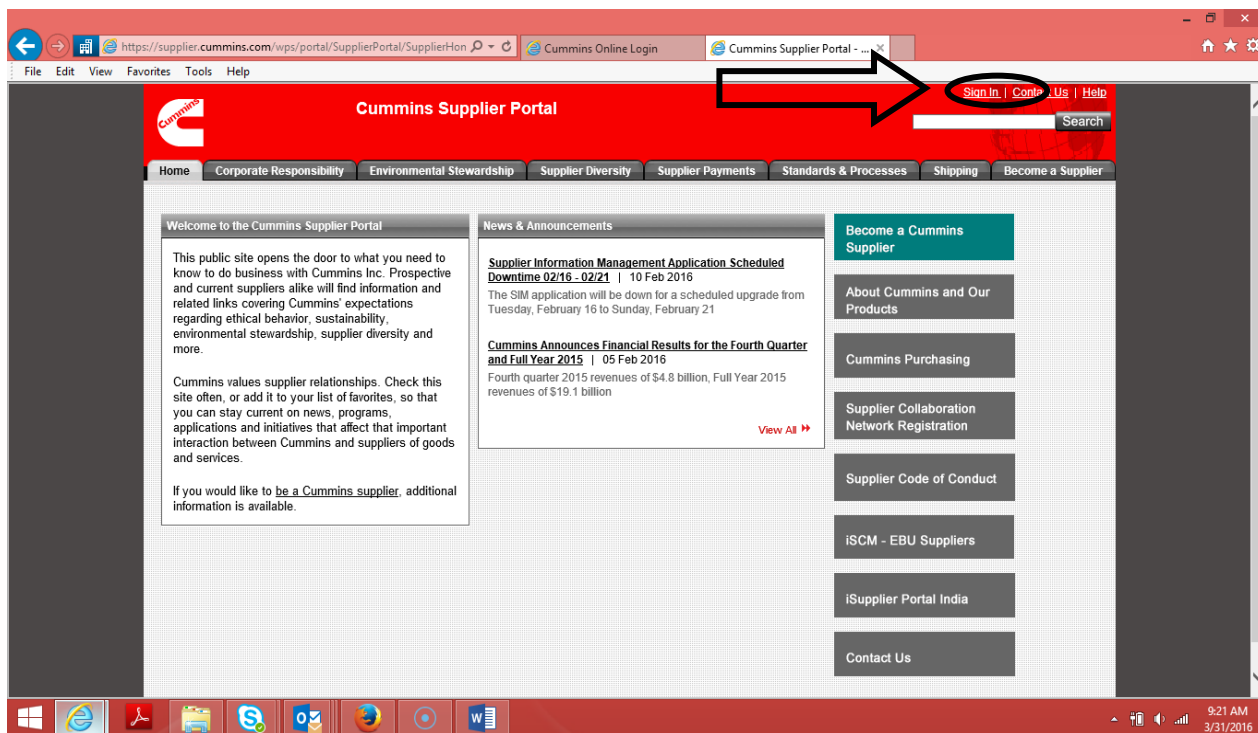 https://supplier.cummins.com/wps/portal/SupplierPortal/SupplierHon
Cummins Online Login
Cummins Supplier Portal - ...
File Edit View Favorites Tools Help
Cummins
Cummins Supplier Portal
Sign In | Contact Us | Help
Search
Home Corporate Responsibility Environmental Stewardship Supplier Diversity Supplier Payments Standards & Processes Shipping Become a Supplier
Welcome to the Cummins Supplier Portal
This public site opens the door to what you need to
know to do business with Cummins Inc. Prospective
and current suppliers alike will find information and
related links covering Cummins' expectations
regarding ethical behavior, sustainability,
environmental stewardship, supplier diversity and
more.
Cummins values supplier relationships. Check this
site often, or add it to your list of favorites, so that
you can stay current on news, programs,
applications and initiatives that affect that important
interaction between Cummins and suppliers of goods
and services.
If you would like to be a Cummins supplier, additional
information is available.
News & Announcements
Supplier Information Management Application Scheduled
Downtime 02/16 - 02/21 | 10 Feb 2016
The SIM application will be down for a scheduled upgrade from
Tuesday, February 16 to Sunday, February 21
Cummins Announces Financial Results for the Fourth Quarter
and Full Year 2015 | 05 Feb 2016
Fourth quarter 2015 revenues of $4.8 billion, Full Year 2015
revenues of $19.1 billion
View All
Become a Cummins
Supplier
About Cummins and Our
Products
Cummins Purchasing
Supplier Collaboration
Network Registration
Supplier Code of Conduct
iSCM - EBU Suppliers
iSupplier Portal India
Contact Us
9:21 AM
3/31/2016